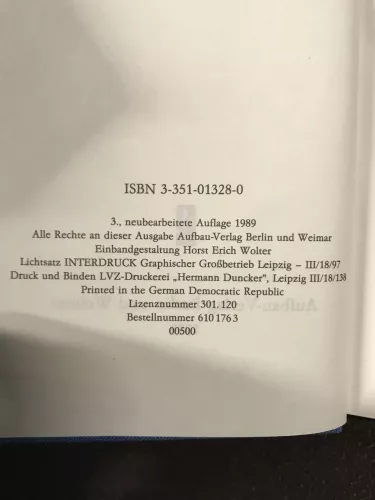 ISBN 3-351-01328-0
3., neubearbeitete Auflage 1989
Alle Rechte an dieser Ausgabe Aufbau-Verlag Berlin und Weimar
Einbandgestaltung Horst Erich Wolter
Lichtsatz INTERDRUCK Graphischer Großbetrieb Leipzig – III/18/97
Druck und Binden LVZ-Druckerei „Hermann Duncker", Leipzig III/18/138
Printed in the German Democratic Republic
Lizenznummer 301.120
Bestellnummer 610 176 3
00500